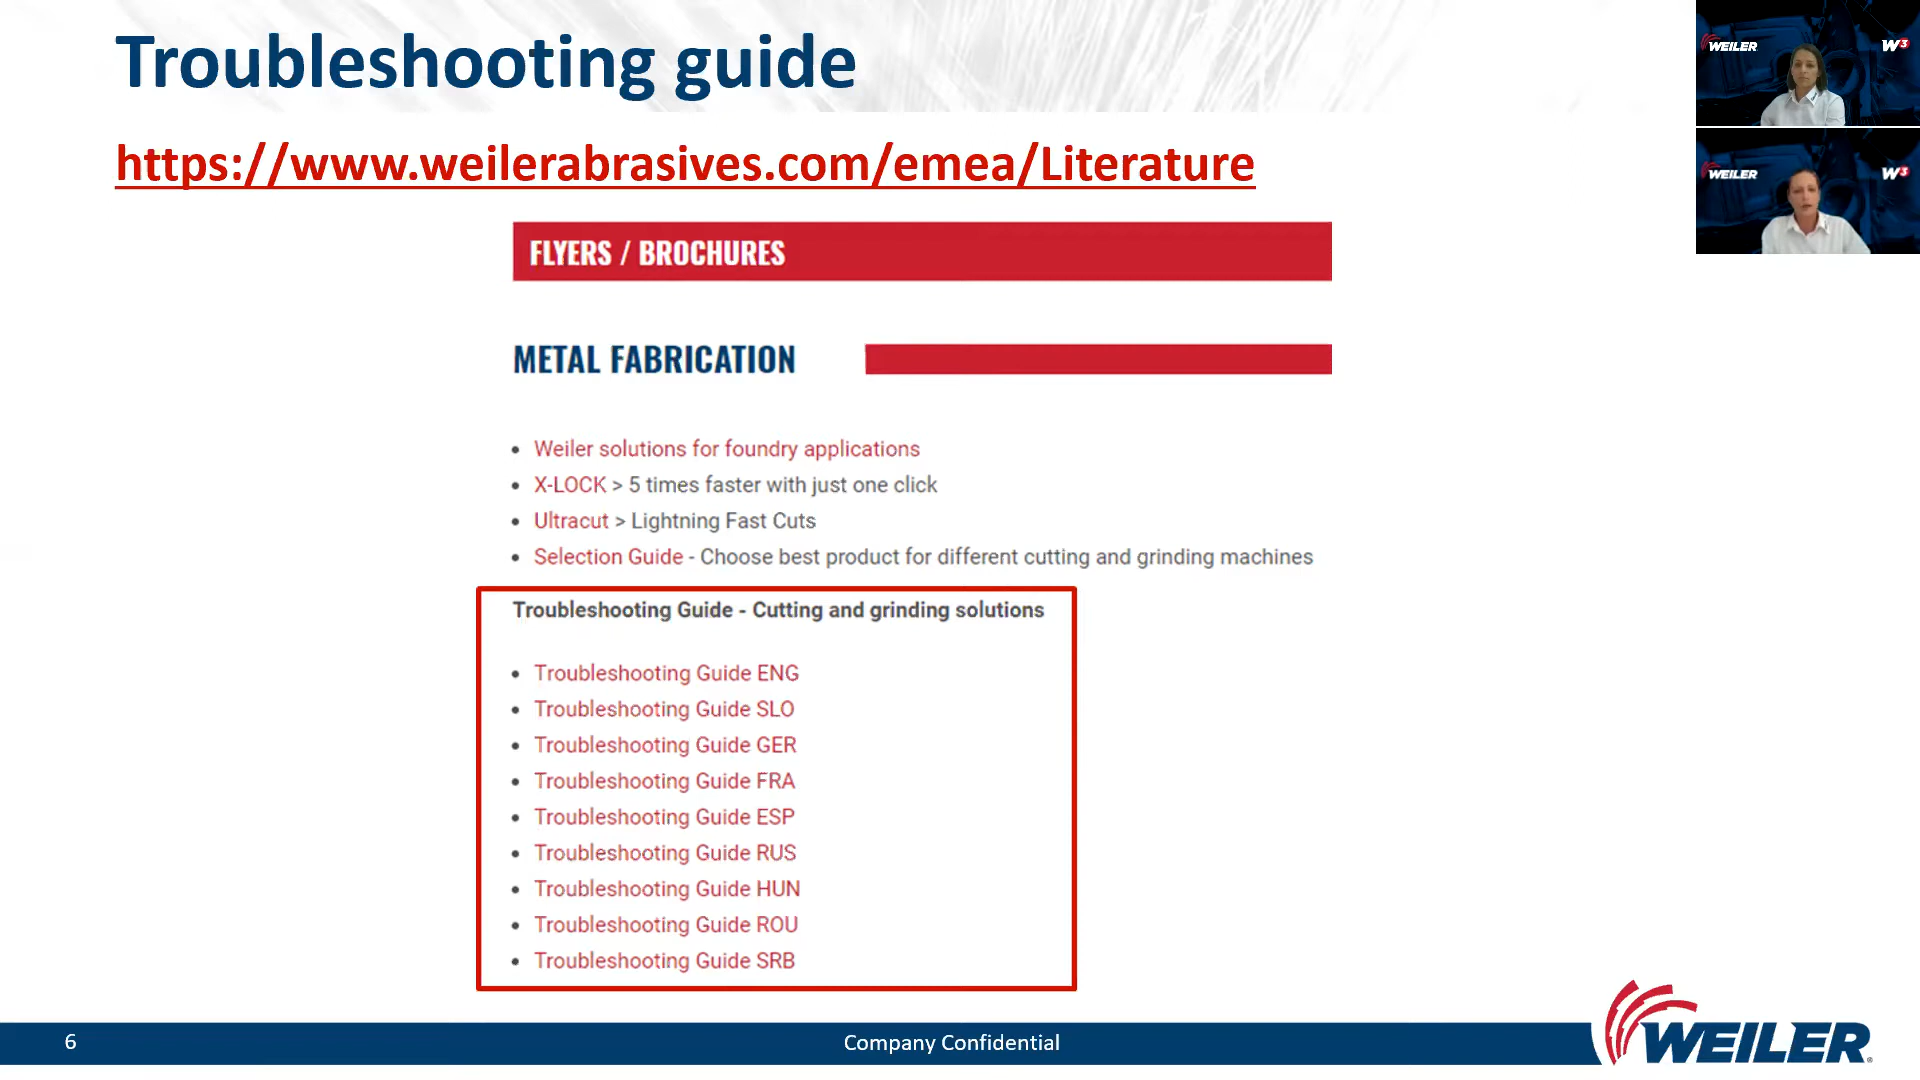 Troubleshooting guide
https://www.weilerabrasives.com/emea/Literature
FLYERS / BROCHURES
METAL FABRICATION
Weiler solutions for foundry applications
X-LOCK > 5 times faster with just one click
Ultracut > Lightning Fast Cuts
Selection Guide - Choose best product for different cutting and grinding machines
Troubleshooting Guide - Cutting and grinding solutions
Troubleshooting Guide ENG
Troubleshooting Guide SLO
Troubleshooting Guide GER
Troubleshooting Guide FRA
Troubleshooting Guide ESP
Troubleshooting Guide RUS
Troubleshooting Guide HUN
Troubleshooting Guide ROU
Troubleshooting Guide SRB
6
Company Confidential
WEILER
WEILER
W3
WEILER
W3